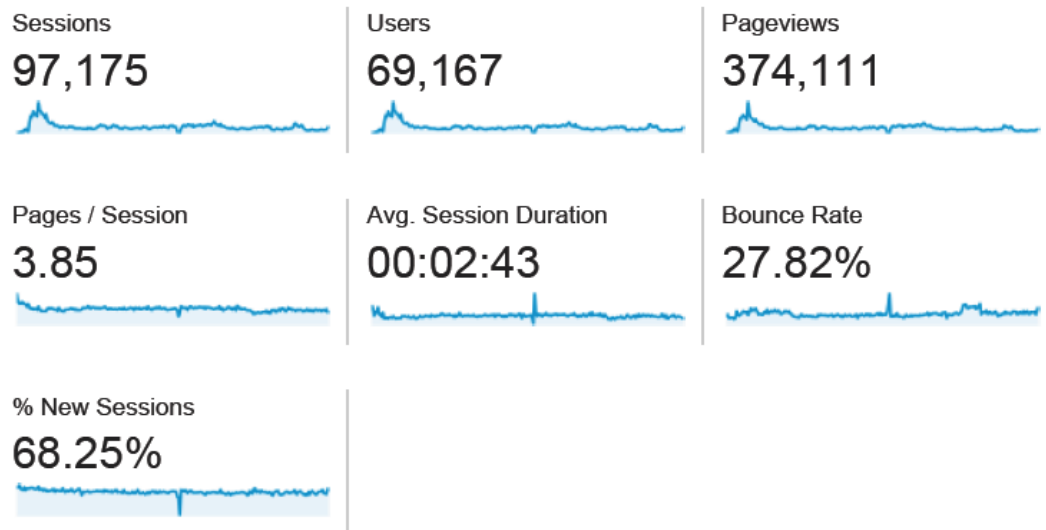 Sessions
97,175
Users
69,167
Pageviews
374,111
Pages / Session
3.85
Avg. Session Duration
00:02:43
Bounce Rate
27.82%
% New Sessions
68.25%